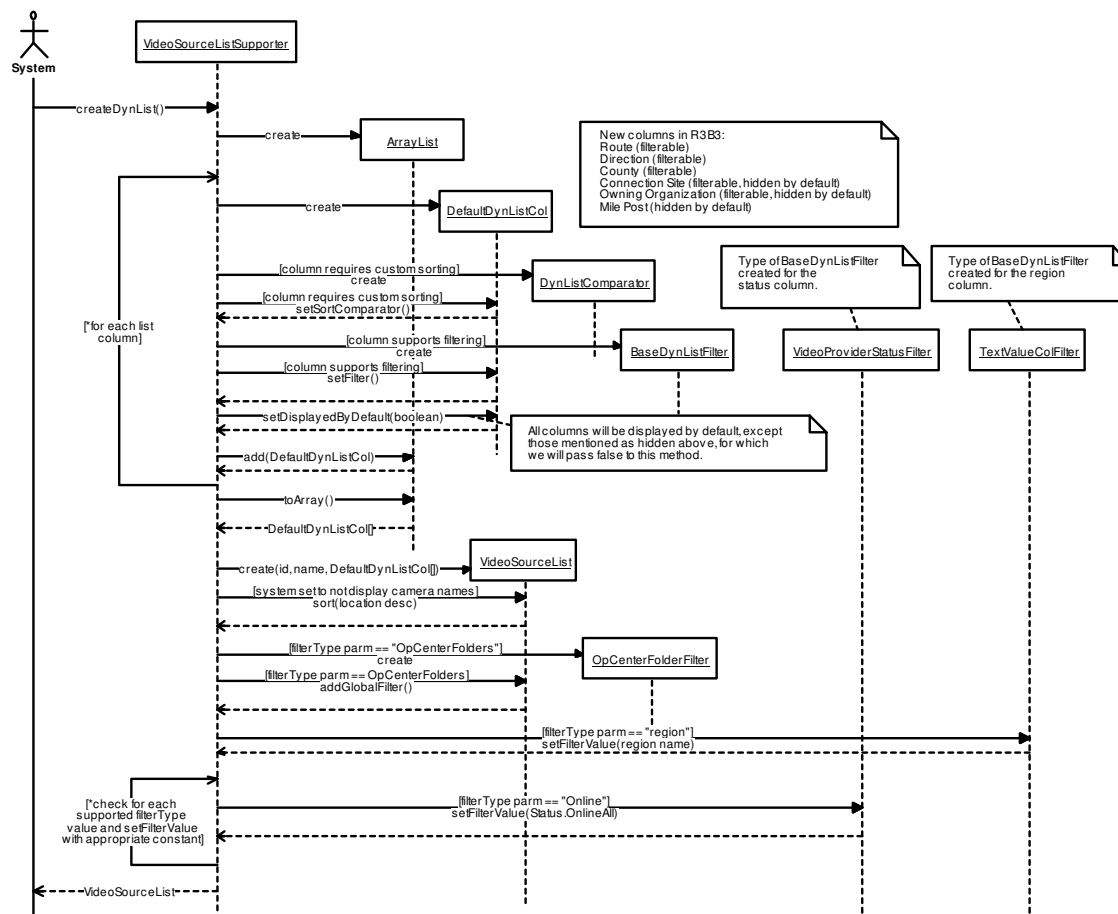 System
VideoSourceListSupporter
createDynList()
create
ArrayList
New columns in R3B3:
Route (filterable)
Direction (filterable)
County (filterable)
Connection Site (filterable, hidden by default)
Owning Organization (filterable, hidden by default)
Mile Post (hidden by default)
create
DefaultDynListCol
Type of BaseDynListFilter
created for the
status column.
Type of BaseDynListFilter
created for the region
column.
[column requires custom sorting]
create
DynListComparator
[column requires custom sorting]
setSortComparator()
[*for each list
column]
[column supports filtering]
create
BaseDynListFilter
VideoProviderStatusFilter
TextValueColFilter
[column supports filtering]
setFilter()
setDisplayedByDefault(boolean)
All columns will be displayed by default, except
those mentioned as hidden above, for which
we will pass false to this method.
add(DefaultDynListCol)
toArray()
DefaultDynListCol[]
create(id, name, DefaultDynListCol[])
VideoSourceList
[system set to not display camera names]
sort(location desc)
[filterType parm == "OpCenterFolders"]
create
OpCenterFolderFilter
[filterType parm == OpCenterFolders]
addGlobalFilter()
[filterType parm == "region"]
setFilterValue(region name)
[*check for each
supported filterType
value and setFilterValue
with appropriate constant]
[filterType parm == "Online"]
setFilterValue(Status.OnlineAll)
VideoSourceList